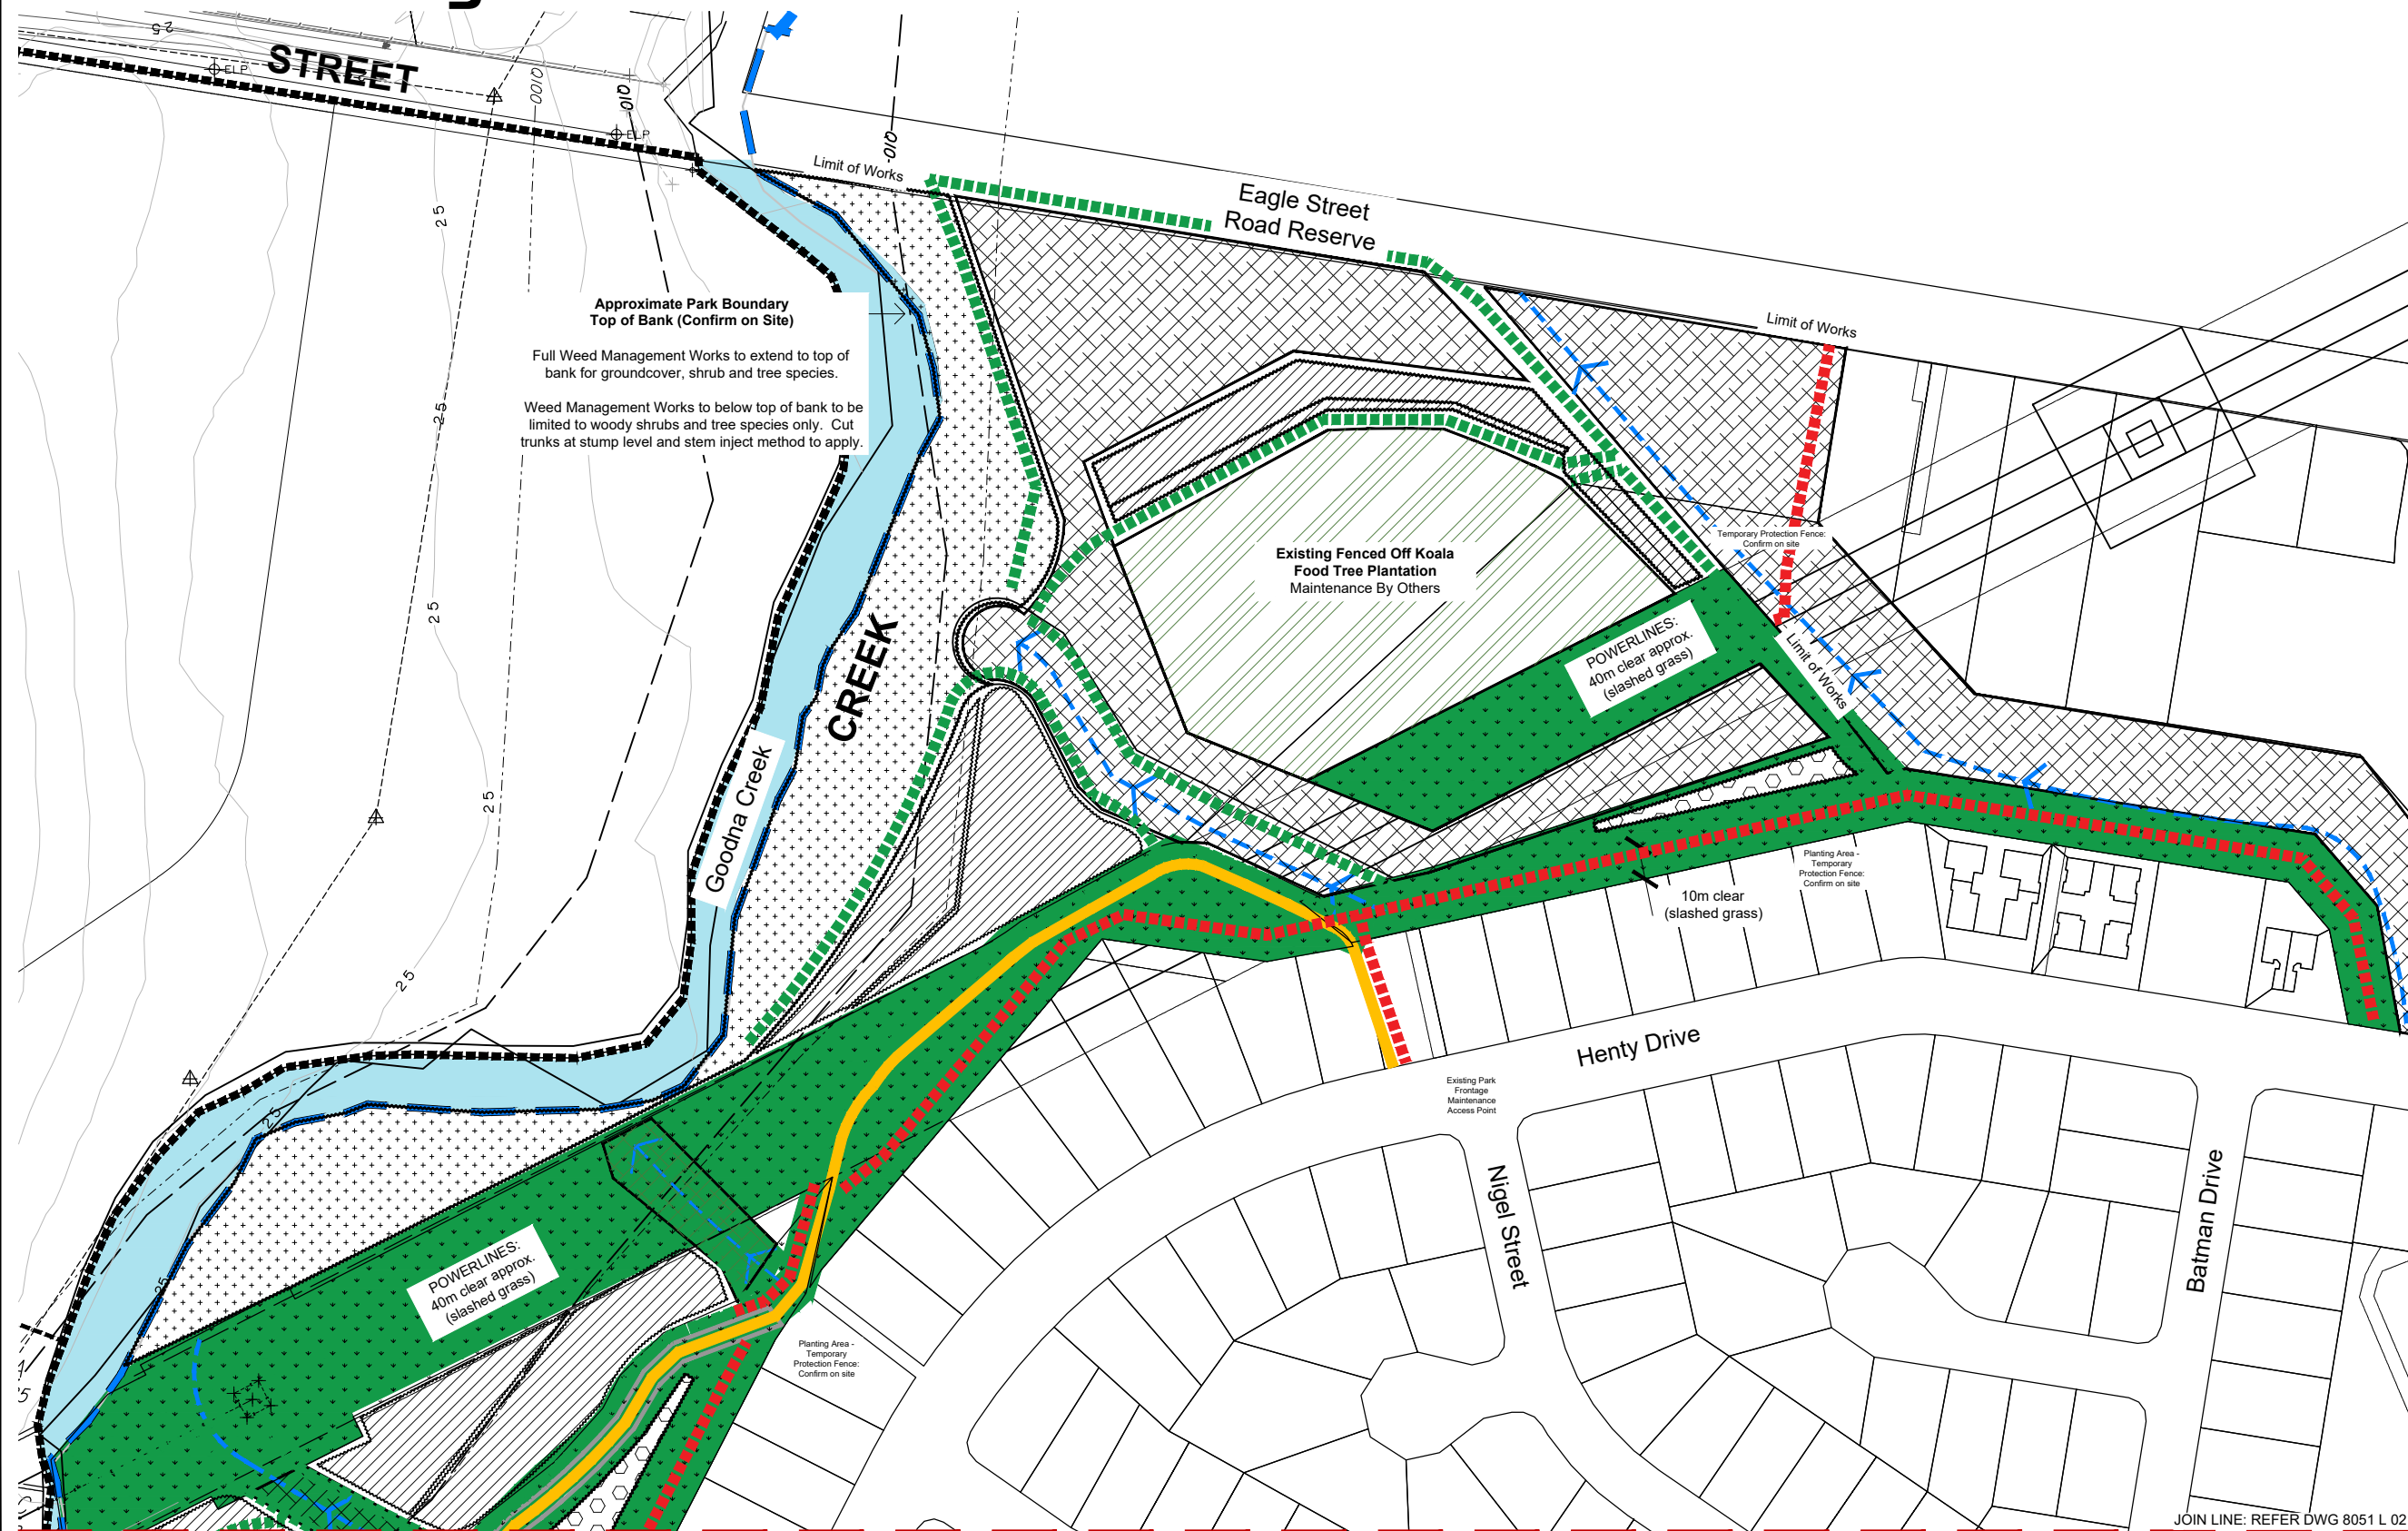 25
STREET
ELP
Q100
Q10
ELP
Q10
Limit of Works
Eagle Street
Road Reserve
25
Approximate Park Boundary
Top of Bank (Confirm on Site)
Full Weed Management Works to extend to top of
bank for groundcover, shrub and tree species.
Weed Management Works to below top of bank to be
limited to woody shrubs and tree species only.  Cut
trunks at stump level and stem inject method to apply.
Limit of Works
25
Temporary Protection Fence:
Confirm on site
Existing Fenced Off Koala
Food Tree Plantation
Maintenance By Others
25
CREEK
POWERLINES:
40m clear approx.
(slashed grass)
Limit of Works
Goodna Creek
25
Planting Area -
Temporary
Protection Fence:
Confirm on site
10m clear
(slashed grass)
25
Henty Drive
Existing Park
Frontage
Maintenance
Access Point
25
Nigel Street
Batman Drive
POWERLINES:
40m clear approx.
(slashed grass)
25
Planting Area -
Temporary
Protection Fence:
Confirm on site
JOIN LINE: REFER DWG 8051 L 02